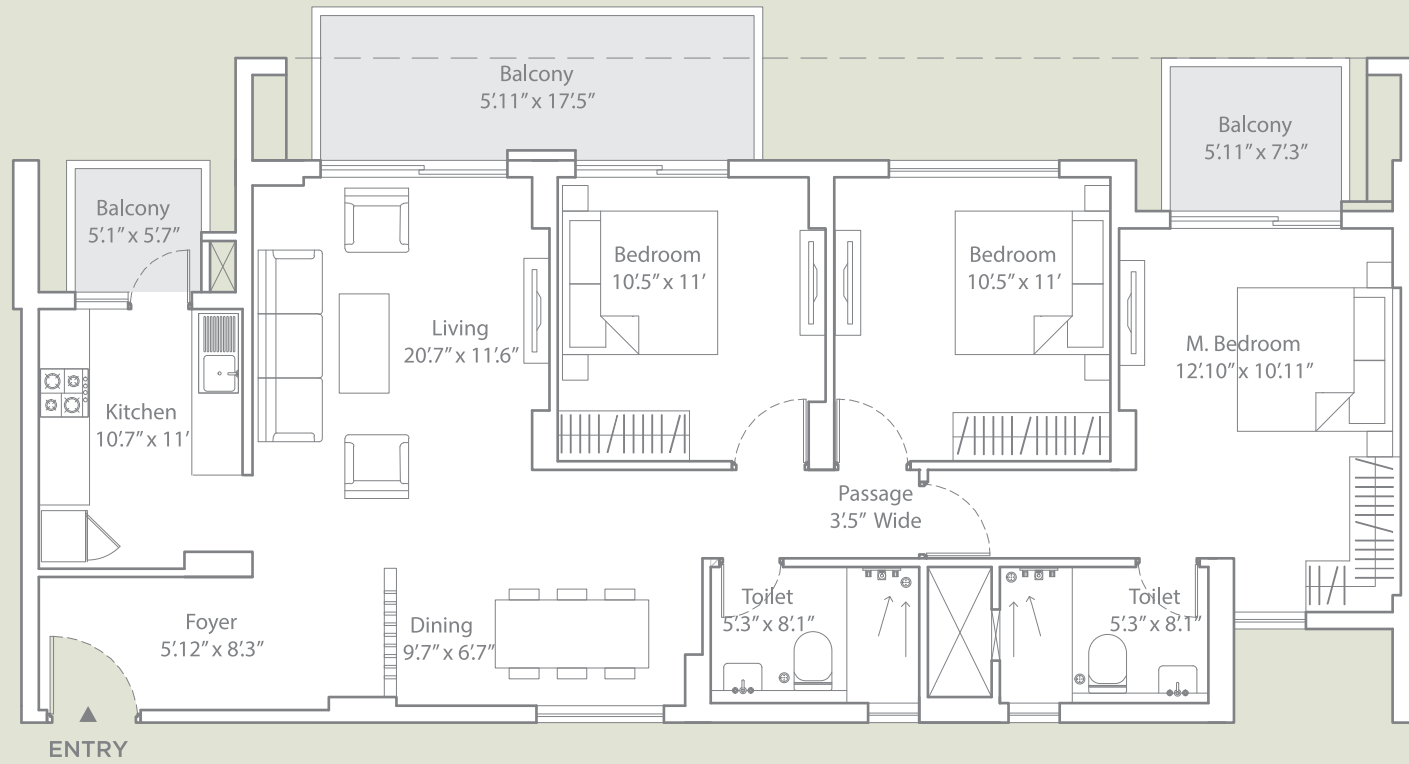 Balcony
5'.11” x 17'.5”
Balcony
5'.11” x 7'.3”
Balcony
5'.1” x 5'.7”
Bedroom
10'.5” x 11'
Bedroom
10'.5” x 11'
Living
20'.7” x 11'.6”
M. Bedroom
12'.10” x 10'.11”
Kitchen
10'.7” x 11'
Passage
3'.5” Wide
Foyer
5'.12” x 8'.3”
Dining
9'.7” x 6'.7”
Toilet
5'.3” x 8'.1”
Toilet
5'.3” x 8'.1”
ENTRY